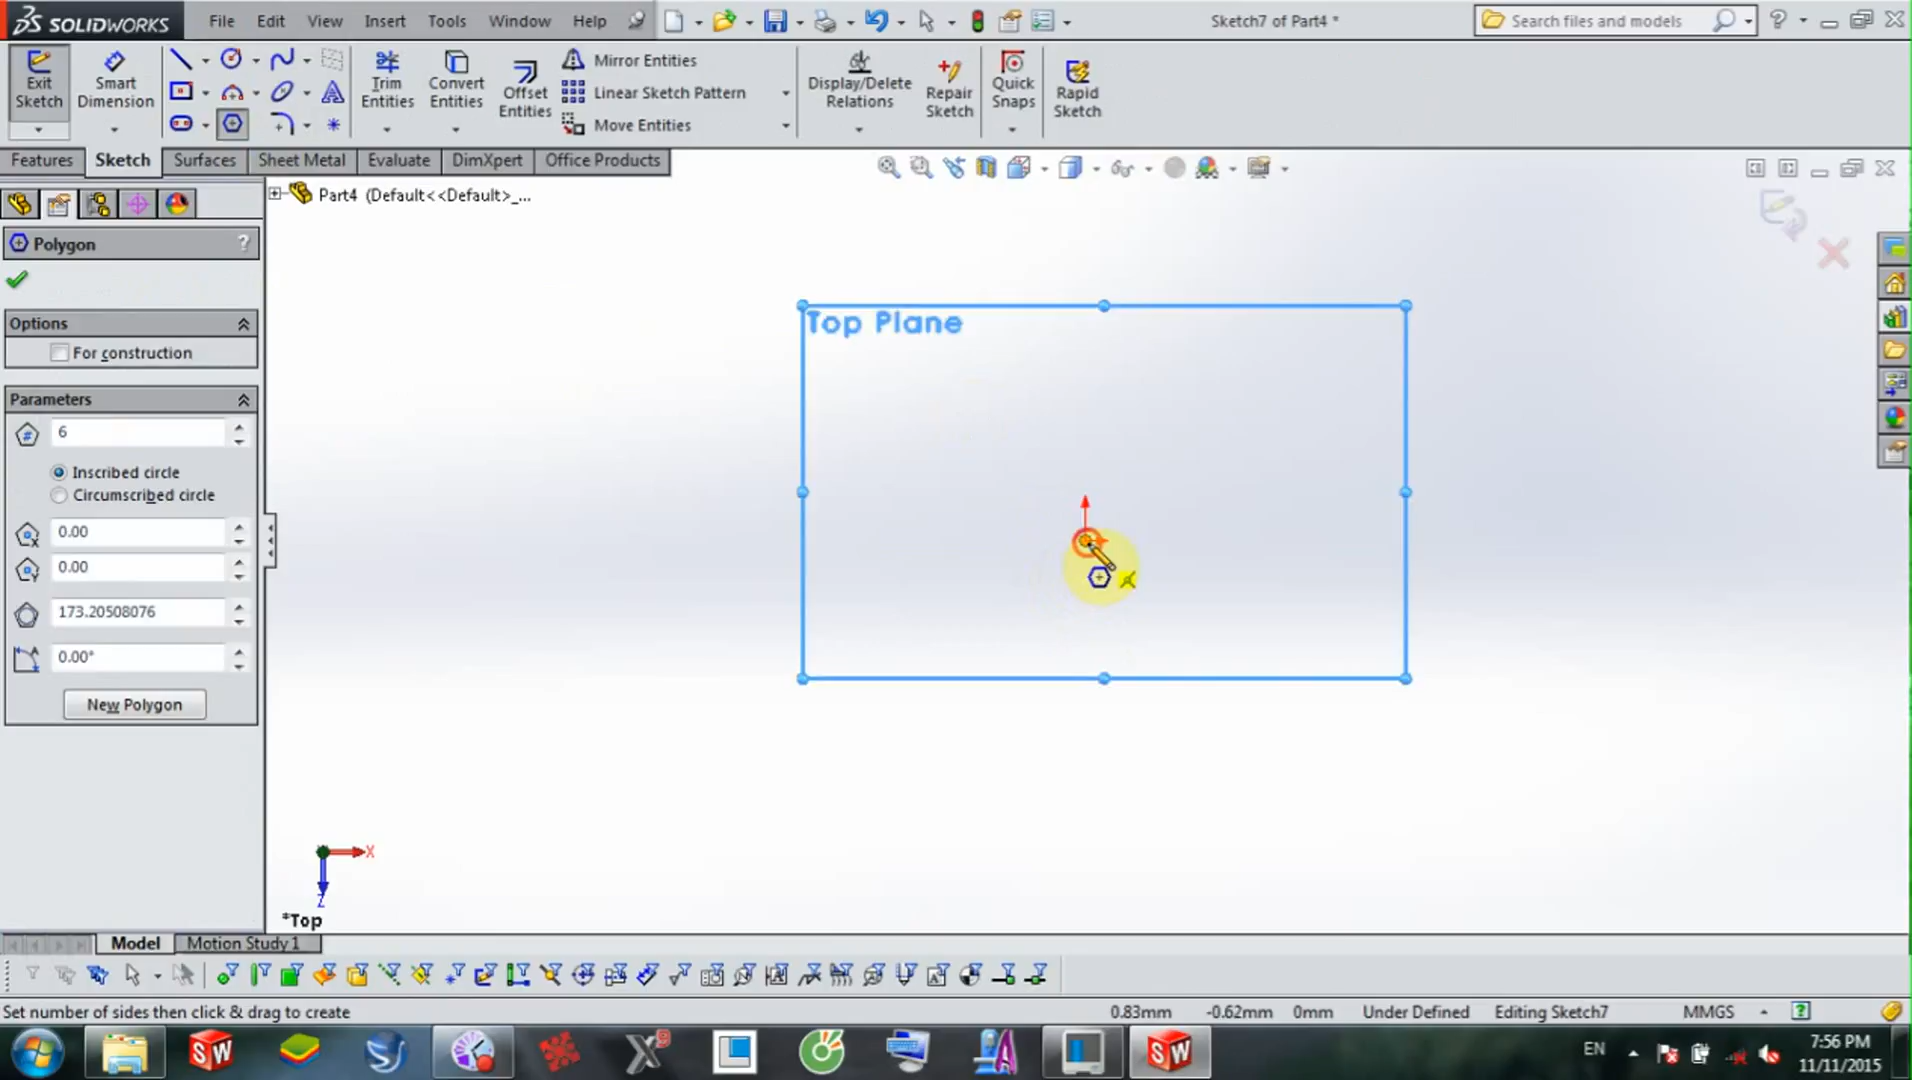 SOLIDWORKS File Edit View Insert Tools Window Help Sketch7 of Part4 * Search files and models
Exit Sketch
Smart Dimension
Trim Entities
Convert Entities
Offset Entities
Mirror Entities
Linear Sketch Pattern
Move Entities
Display/Delete Relations
Repair Sketch
Quick Snaps
Rapid Sketch
Features Sketch Surfaces Sheet Metal Evaluate DimXpert Office Products
Part4 (Default<<Default>_...
Polygon ?
Options
For construction
Parameters
6
Inscribed circle
Circumscribed circle
0.00
0.00
173.20508076
0.00°
New Polygon
Top Plane
X
Z
*Top
Model Motion Study 1
Set number of sides then click & drag to create 0.83mm -0.62mm 0mm Under Defined Editing Sketch7 MMGS
EN 7:56 PM
11/11/2015